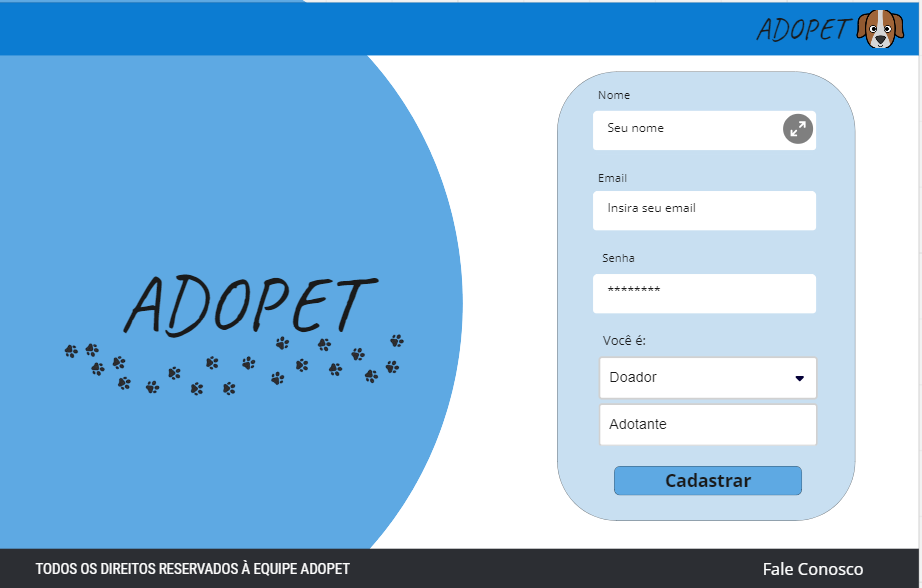 ADOPET
Nome
Seu nome
Email
Insira seu email
Senha
********
ADOPET
Você é:
Doador
Adotante
Cadastrar
TODOS OS DIREITOS RESERVADOS À EQUIPE ADOPET
Fale Conosco